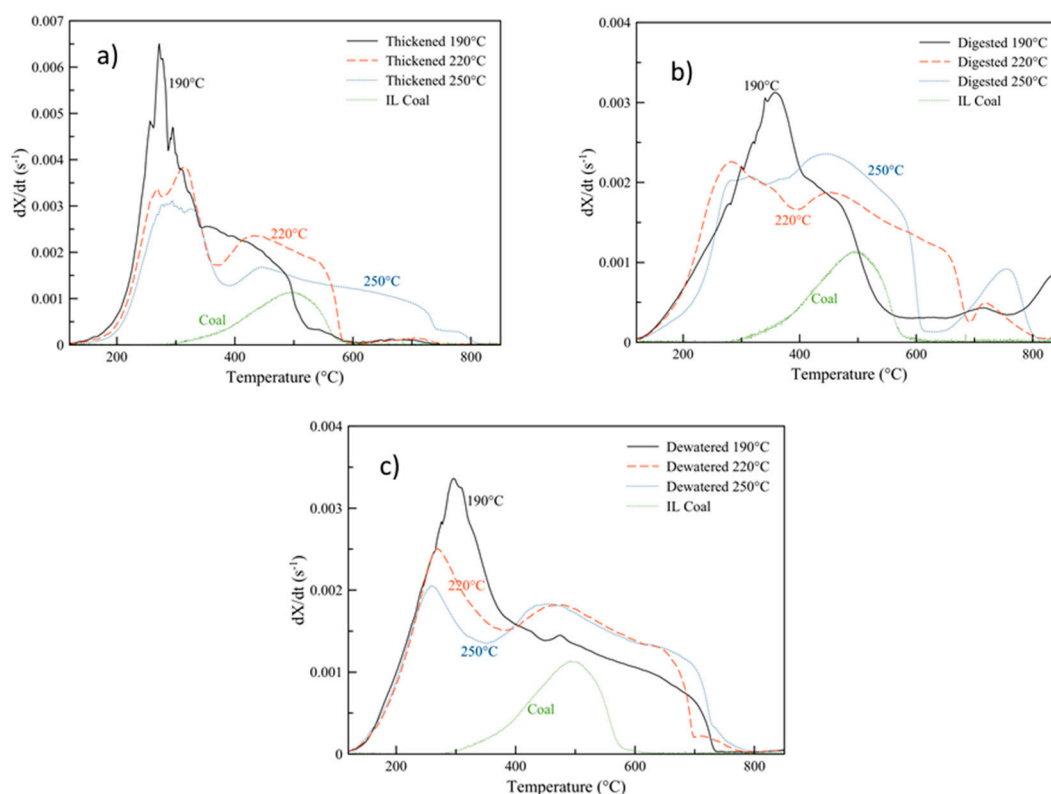 a)
0.007
0.006
0.005
0.004
0.003
0.002
0.001
0
dX/dt (s⁻¹)
Thickened 190°C
Thickened 220°C
Thickened 250°C
IL Coal
190°C
220°C
250°C
Coal
200 400 600 800
Temperature (°C)
b)
0.004
0.003
0.002
0.001
0
dX/dt (s⁻¹)
Digested 190°C
Digested 220°C
Digested 250°C
IL Coal
190°C
250°C
220°C
Coal
200 400 600 800
Temperature (°C)
c)
0.004
0.003
0.002
0.001
0
dX/dt (s⁻¹)
Dewatered 190°C
Dewatered 220°C
Dewatered 250°C
IL Coal
190°C
220°C
250°C
Coal
200 400 600 800
Temperature (°C)